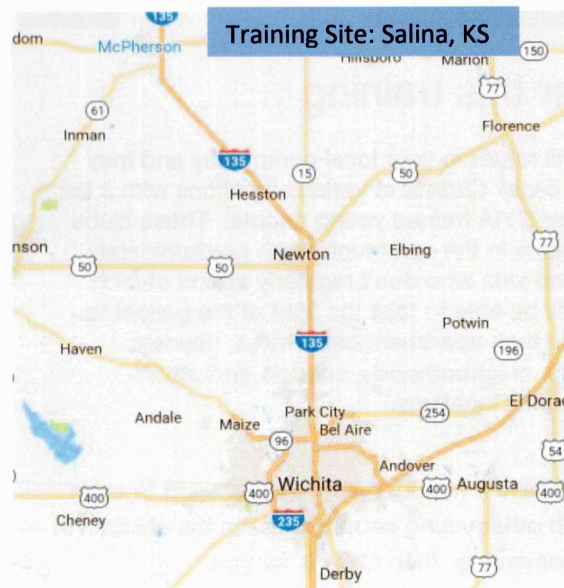 135
Training Site: Salina, KS
McPherson
Hillsboro
Marion
150
77
61
Florence
Inman
135
15
50
Hesston
77
Newton
Elbing
50
50
135
Potwin
Haven
196
El Dorado
Andale
Park City
254
Maize
Bel Aire
96
54
Andover
400
400
Wichita
400
Augusta
400
235
Cheney
77
Derby